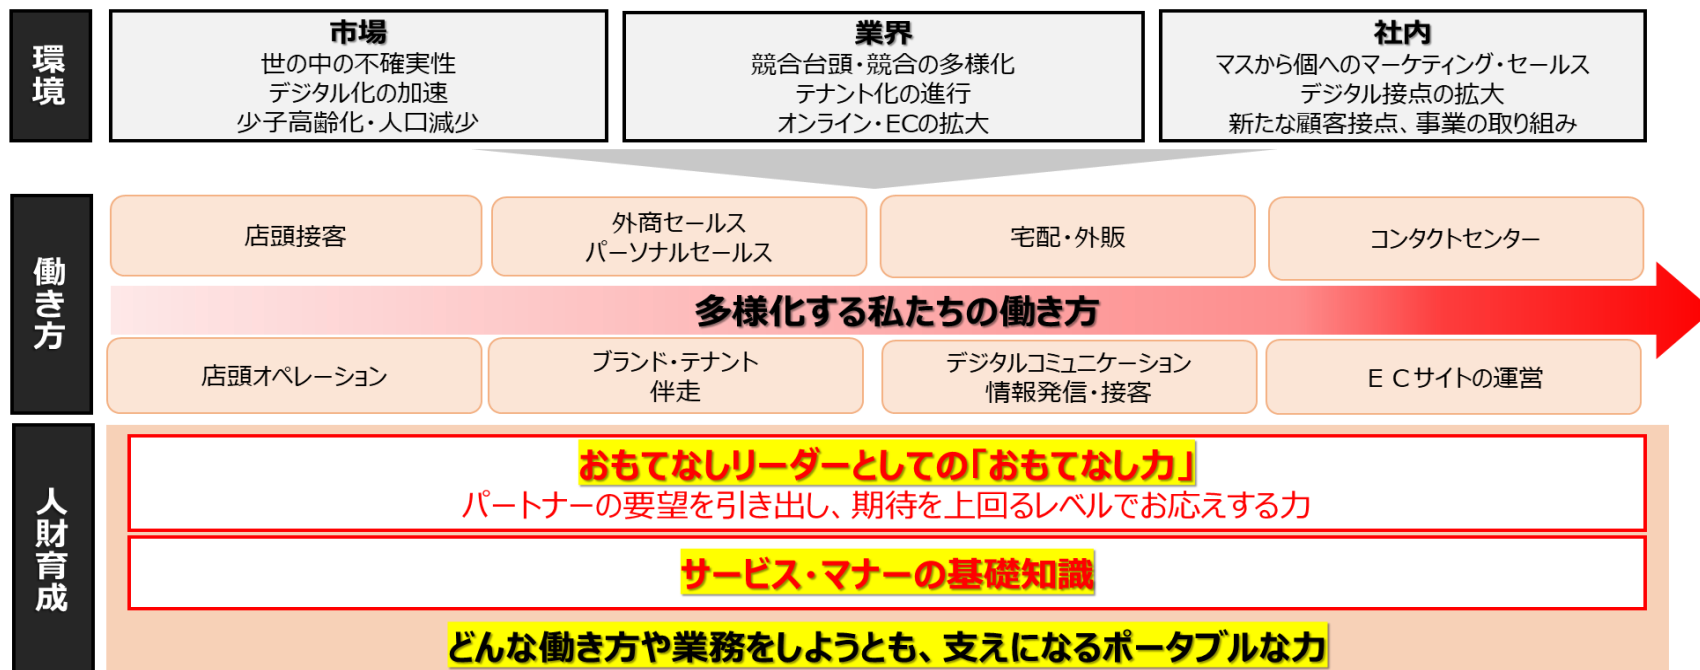 環境
市場
世の中の不確実性
デジタル化の加速
少子高齢化・人口減少
業界
競合台頭・競合の多様化
テナント化の進行
オンライン・ECの拡大
社内
マスから個へのマーケティング・セールス
デジタル接点の拡大
新たな顧客接点、事業の取り組み
働き方
店頭接客
外商セールス
パーソナルセールス
宅配・外販
コンタクトセンター
多様化する私たちの働き方
店頭オペレーション
ブランド・テナント
伴走
デジタルコミュニケーション
情報発信・接客
ECサイトの運営
人財育成
おもてなしリーダーとしての「おもてなし力」
パートナーの要望を引き出し、期待を上回るレベルでお応えする力
サービス・マナーの基礎知識
どんな働き方や業務をしようとも、支えになるポータブルな力